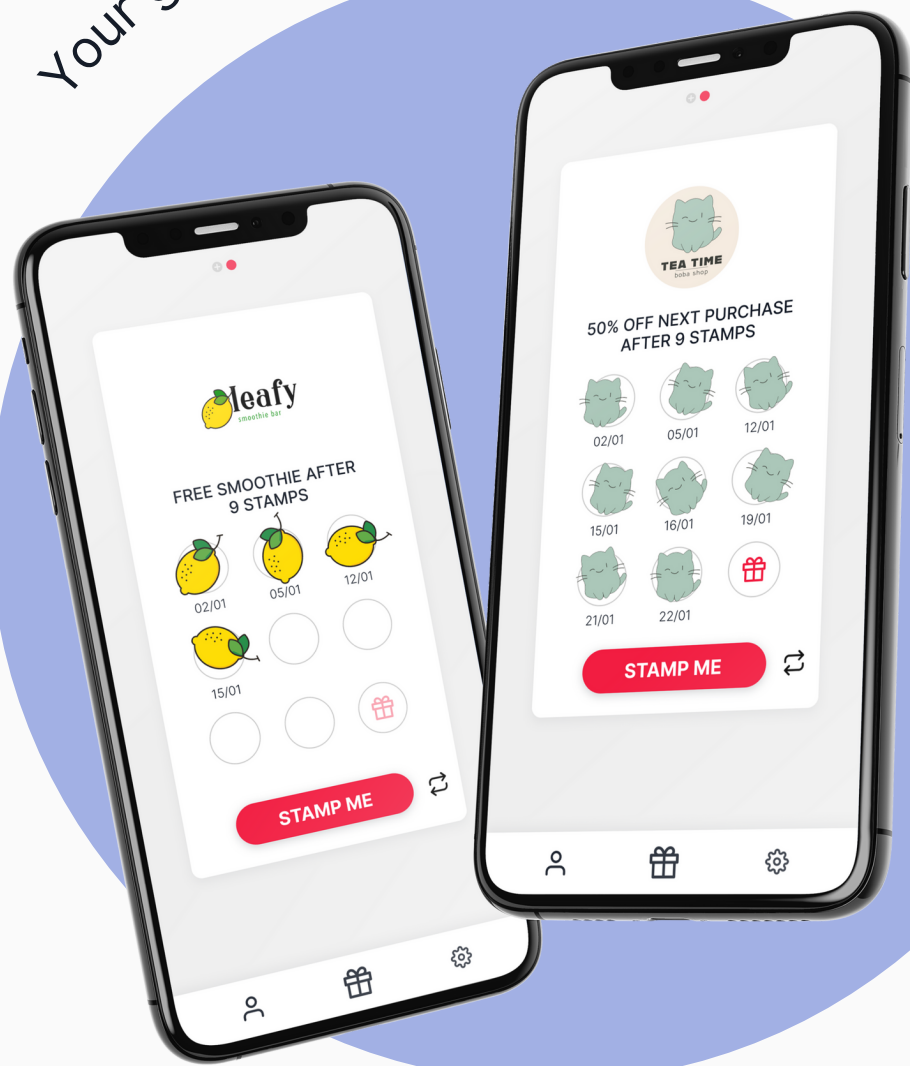 Your
leafy
smoothie bar
FREE SMOOTHIE AFTER
9 STAMPS
02/01
05/01
12/01
15/01
STAMP ME
TEA TIME
boba shop
50% OFF NEXT PURCHASE
AFTER 9 STAMPS
02/01
05/01
12/01
15/01
16/01
19/01
21/01
22/01
STAMP ME